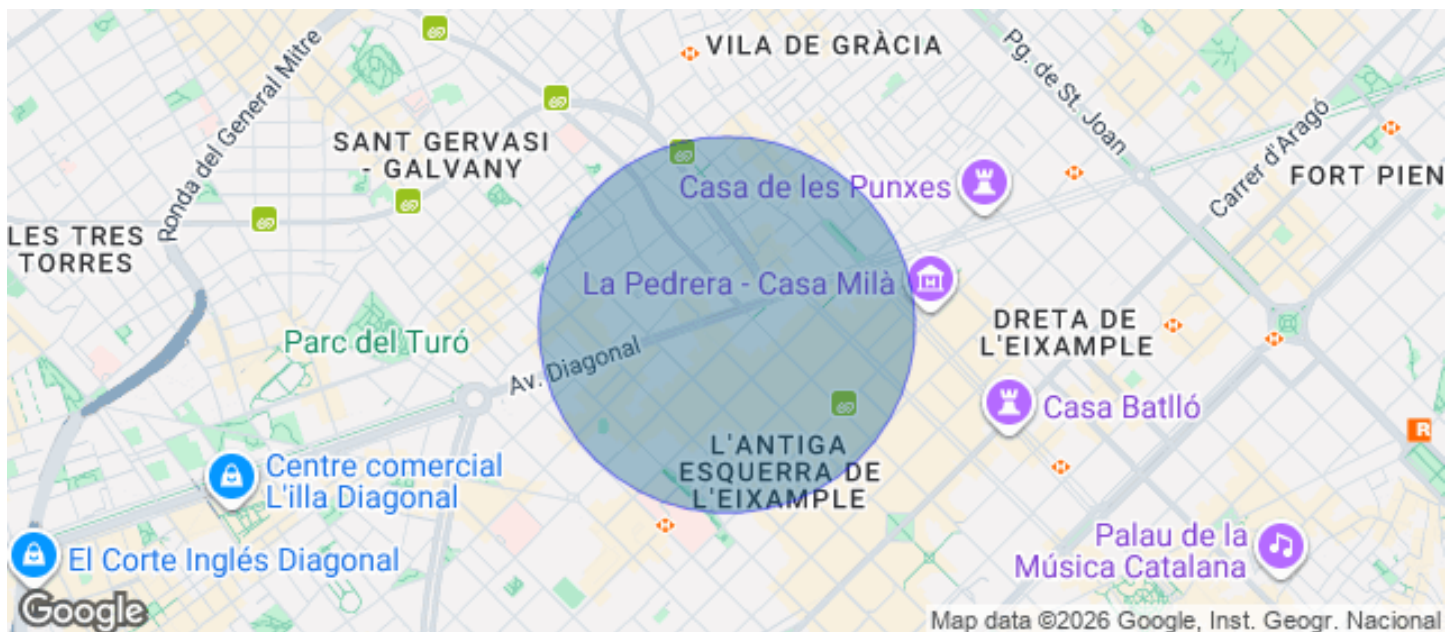 VILA DE GRÀCIA
Pg. de St. Joan
Ronda del General Mitre
SANT GERVASI
- GALVANY
Carrer d'Aragó
Casa de les Punxes
FORT PIEN
LES TRES
TORRES
La Pedrera - Casa Milà
DRETA DE
L'EIXAMPLE
Parc del Turó
Av. Diagonal
Casa Batlló
R
L'ANTIGA
ESQUERRA DE
L'EIXAMPLE
Centre comercial
L'illa Diagonal
Palau de la
Música Catalana
El Corte Inglés Diagonal
Google
Map data ©2026 Google, Inst. Geogr. Nacional